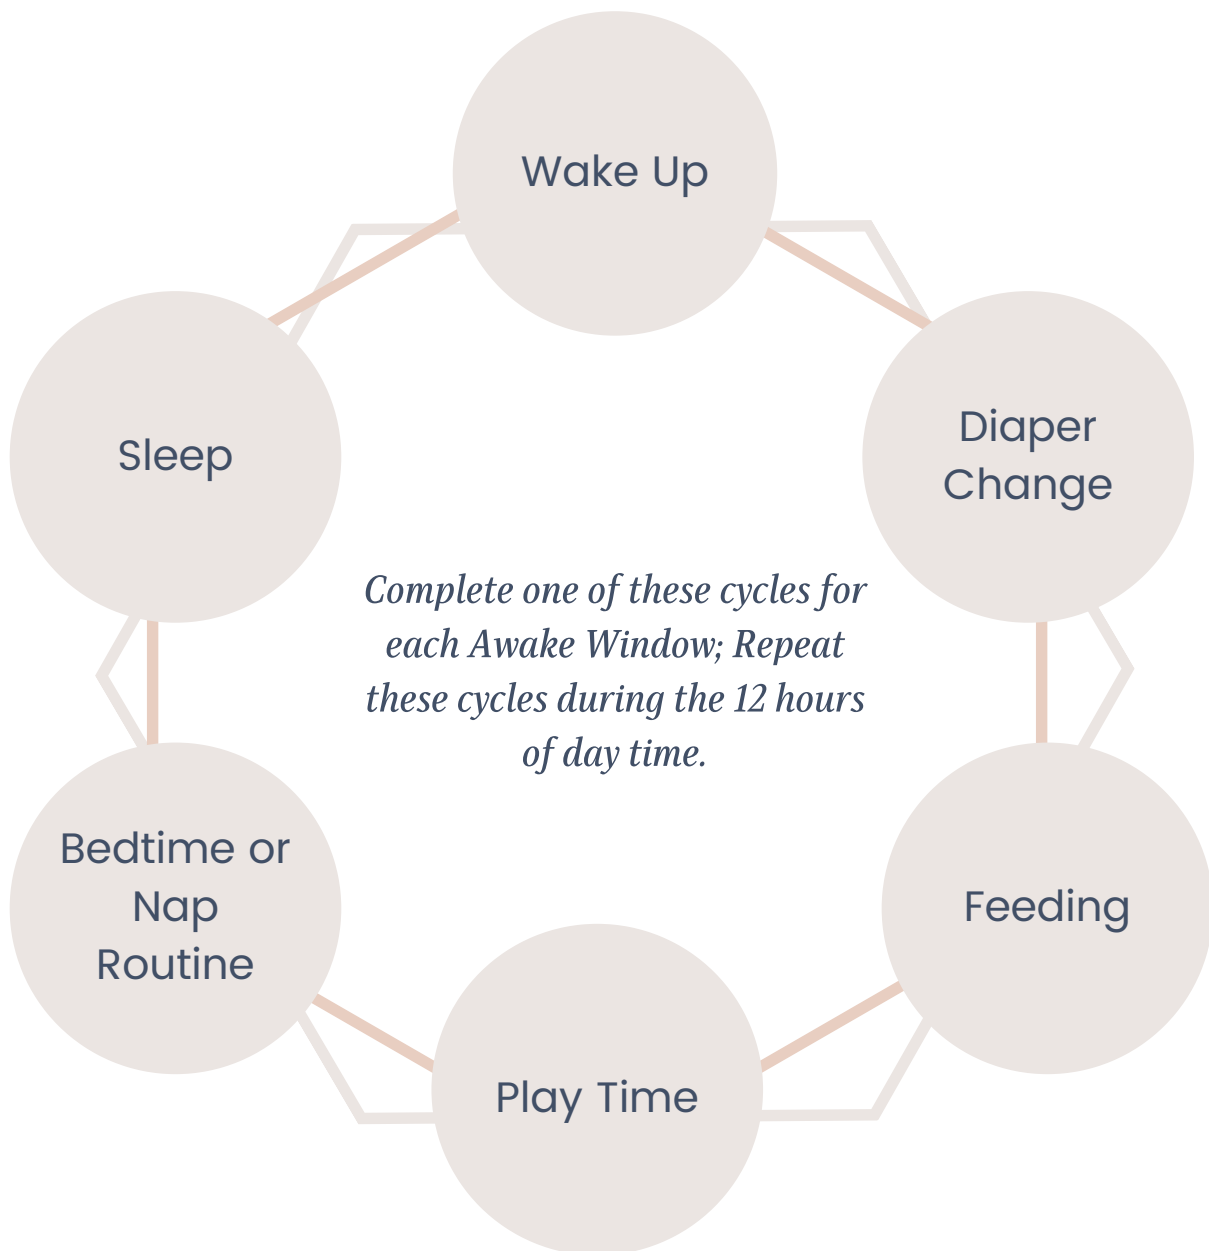 Wake Up
Diaper
Change
Sleep
Complete one of these cycles for
each Awake Window; Repeat
these cycles during the 12 hours
of day time.
Feeding
Bedtime or
Nap
Routine
Play Time